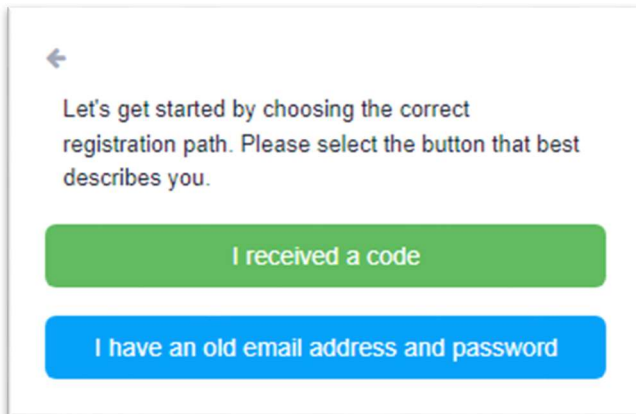 Let's get started by choosing the correct
registration path. Please select the button that best
describes you.
I received a code
I have an old email address and password